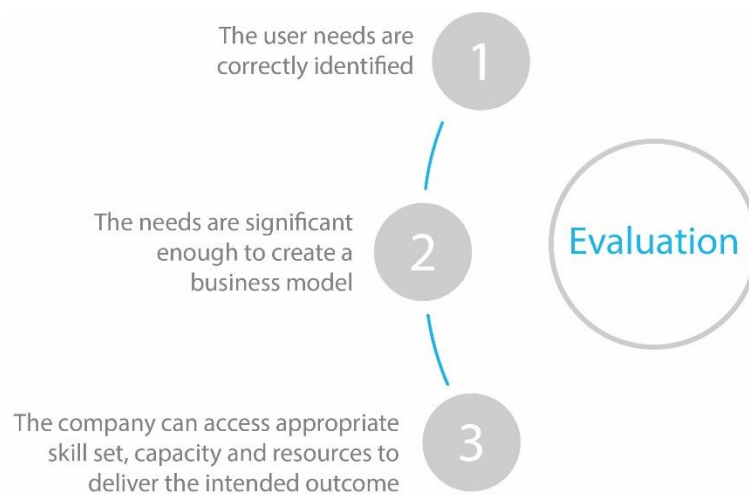 The user needs are
correctly identified
1
The needs are significant
enough to create a
business model
2
Evaluation
The company can access appropriate
skill set, capacity and resources to
deliver the intended outcome
3